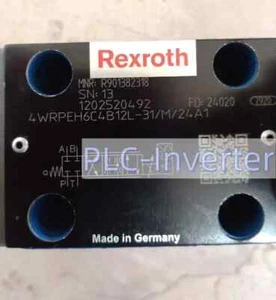 Rexroth
MNR: R901382318
SN: 13
1202520492
FD: 24020
4WRPEH6C4B12L-31/M/24A1
A B
P T
PLC-Inverter
Made in Germany